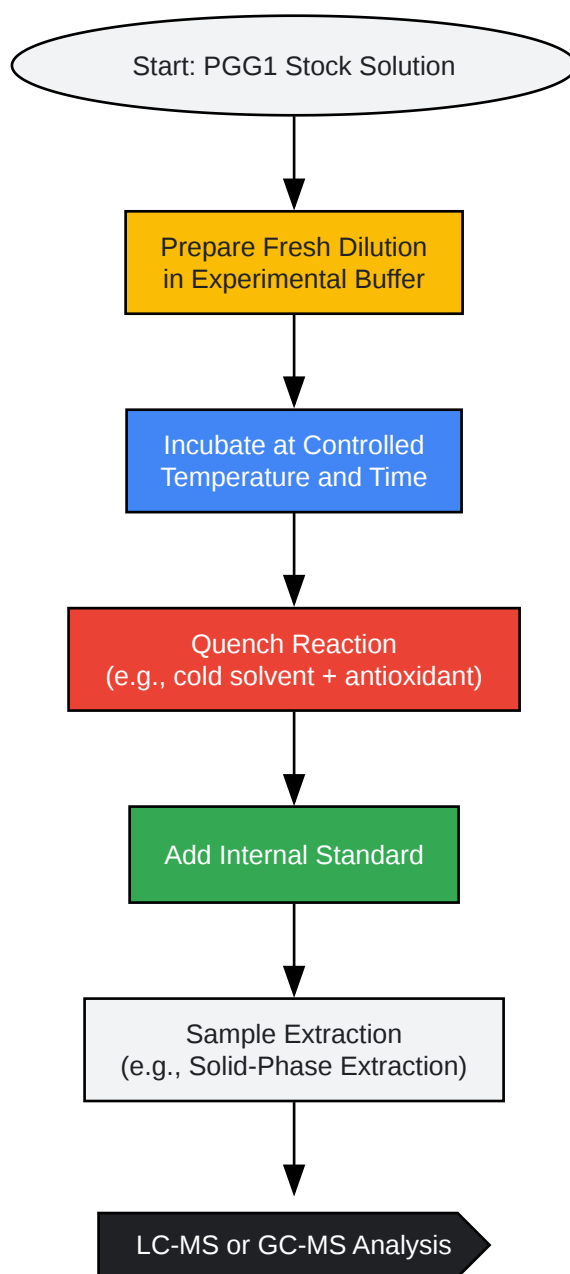 Start: PGG1 Stock Solution
Prepare Fresh Dilution
in Experimental Buffer
Incubate at Controlled
Temperature and Time
Quench Reaction
(e.g., cold solvent + antioxidant)
Add Internal Standard
Sample Extraction
(e.g., Solid-Phase Extraction)
LC-MS or GC-MS Analysis